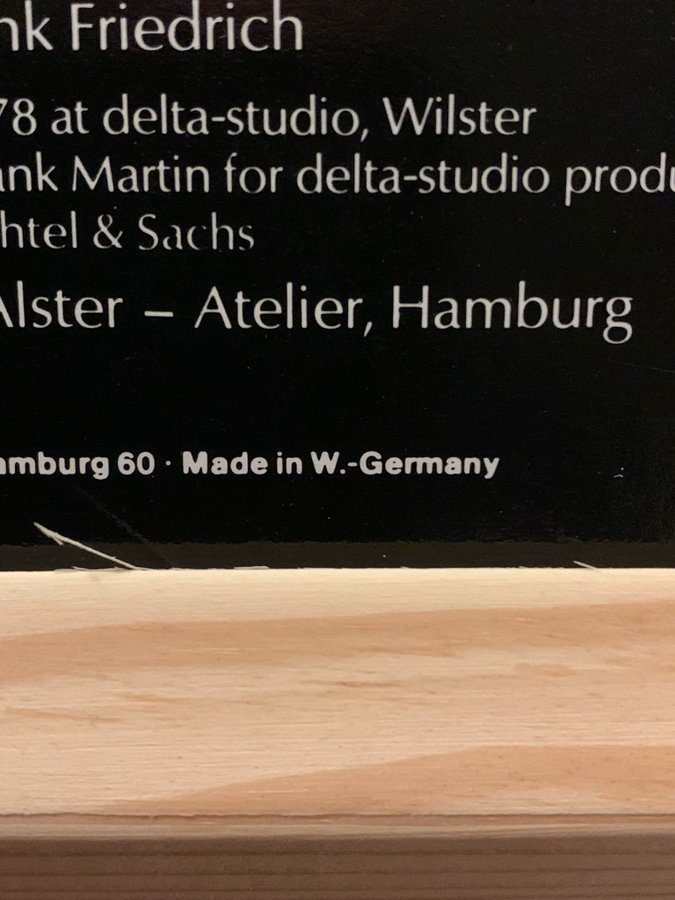 nk Friedrich
78 at delta-studio, Wilster
ank Martin for delta-studio produ
htel & Sachs
Alster – Atelier, Hamburg
amburg 60 · Made in W.-Germany